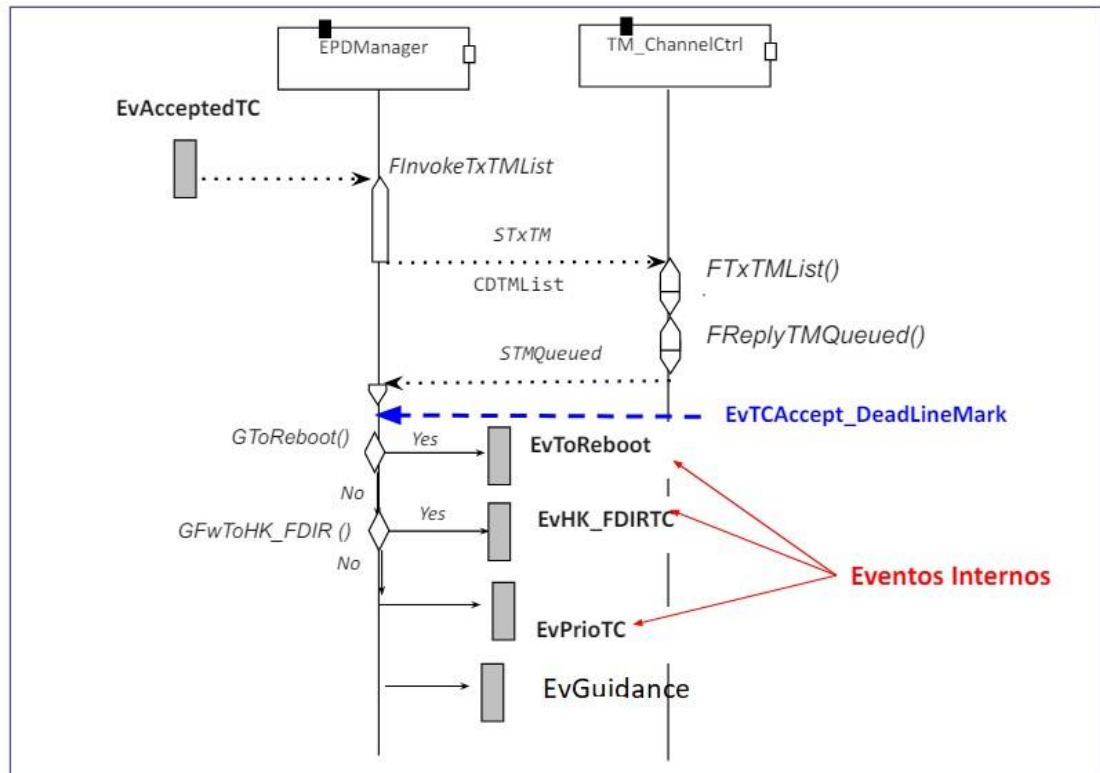 EPDManager
TM_ChannelCtrl
EvAcceptedTC
FInvokeTxTMList
STxTM
CDTMList
FTxTMList()
FReplyTMQueued()
STMQueued
EvTCAccept_DeadLineMark
GToReboot()
Yes
EvToReboot
No
GFwToHK_FDIR ()
Yes
EvHK_FDIRTC
No
Eventos Internos
EvPrioTC
EvGuidance